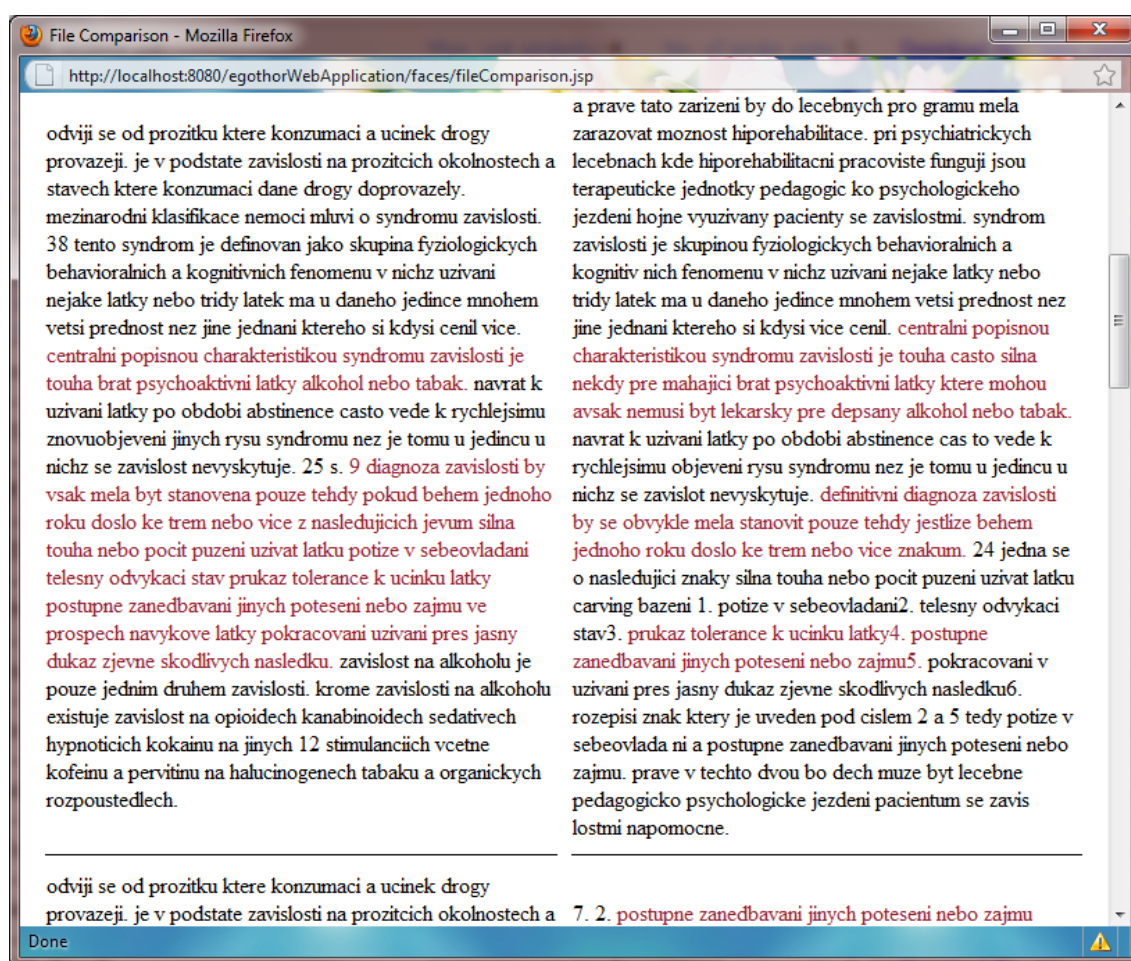 File Comparison - Mozilla Firefox
http://localhost:8080/egothorWebApplication/faces/fileComparison.jsp
odviji se od prozitku ktere konzumaci a ucinek drogy
provazeji. je v podstate zavislosti na prozitcich okolnostech a
stavech ktere konzumaci dane drogy doprovazely.
mezinarodni klasifikace nemoci mluvi o syndromu zavislosti.
38 tento syndrom je definovan jako skupina fyziologickych
behavioralnich a kognitivnich fenomenu v nichz uzivani
nejake latky nebo tridy latek ma u daneho jedince mnohem
vetsi prednost nez jine jednani ktereho si kdysi cenil vice.
centralni popisnou charakteristikou syndromu zavislosti je
touha brat psychoaktivni latky alkohol nebo tabak. navrat k
uzivani latky po obdobi abstinence casto vede k rychlejsimu
znovuobjeveni jinych rysu syndromu nez je tomu u jedincu u
nichz se zavislost nevyskytuje. 25 s. 9 diagnoza zavislosti by
vsak mela byt stanovena pouze tehdy pokud behem jednoho
roku doslo ke trem nebo vice z nasledujicich jevum silna
touha nebo pocit puzeni uzivat latku potize v sebeovladani
telesny odvykaci stav prukaz tolerance k ucinku latky
postupne zanedbavani jinych poteseni nebo zajmu ve
prospech navykove latky pokracovani uzivani pres jasny
dukaz zjevne skodlivych nasledku. zavislost na alkoholu je
pouze jednim druhem zavislosti. krome zavislosti na alkoholu
existuje zavislost na opioidech kanabinoidech sedativech
hypnoticich kokainu na jinych 12 stimulanciich vcetne
kofeinu a pervitinu na halucinogenech tabaku a organickych
rozpoustedlech.
odviji se od prozitku ktere konzumaci a ucinek drogy
provazeji. je v podstate zavislosti na prozitcich okolnostech a
a prave tato zarizeni by do lecebnych pro gramu mela
zarazovat moznost hiporehabilitace. pri psychiatrickych
lecebnach kde hiporehabilitacni pracoviste funguji jsou
terapeuticke jednotky pedagogic ko psychologickeho
jezdeni hojne vyuzivany pacienty se zavislostmi. syndrom
zavislosti je skupinou fyziologickych behavioralnich a
kognitiv nich fenomenu v nichz uzivani nejake latky nebo
tridy latek ma u daneho jedince mnohem vetsi prednost nez
jine jednani ktereho si kdysi vice cenil. centralni popisnou
charakteristikou syndromu zavislosti je touha casto silna
nekdy pre mahajici brat psychoaktivni latky ktere mohou
avsak nemusi byt lekarsky pre depsany alkohol nebo tabak.
navrat k uzivani latky po obdobi abstinence cas to vede k
rychlejsimu objeveni rysu syndromu nez je tomu u jedincu u
nichz se zavislot nevyskytuje. definitivni diagnoza zavislosti
by se obvykle mela stanovit pouze tehdy jestlize behem
jednoho roku doslo ke trem nebo vice znakum. 24 jedna se
o nasledujici znaky silna touha nebo pocit puzeni uzivat latku
carving bazeni 1. potize v sebeovladani2. telesny odvykaci
stav3. prukaz tolerance k ucinku latky4. postupne
zanedbavani jinych poteseni nebo zajmu5. pokracovani v
uzivani pres jasny dukaz zjevne skodlivych nasledku6.
rozepisi znak ktery je uveden pod cislem 2 a 5 tedy potize v
sebeovlada ni a postupne zanedbavani jinych poteseni nebo
zajmu. prave v techto dvou bo dech muze byt lecebne
pedagogicko psychologicke jezdeni pacientum se zavis
lostmi napomocne.
7. 2. postupne zanedbavani jinych poteseni nebo zajmu
Done